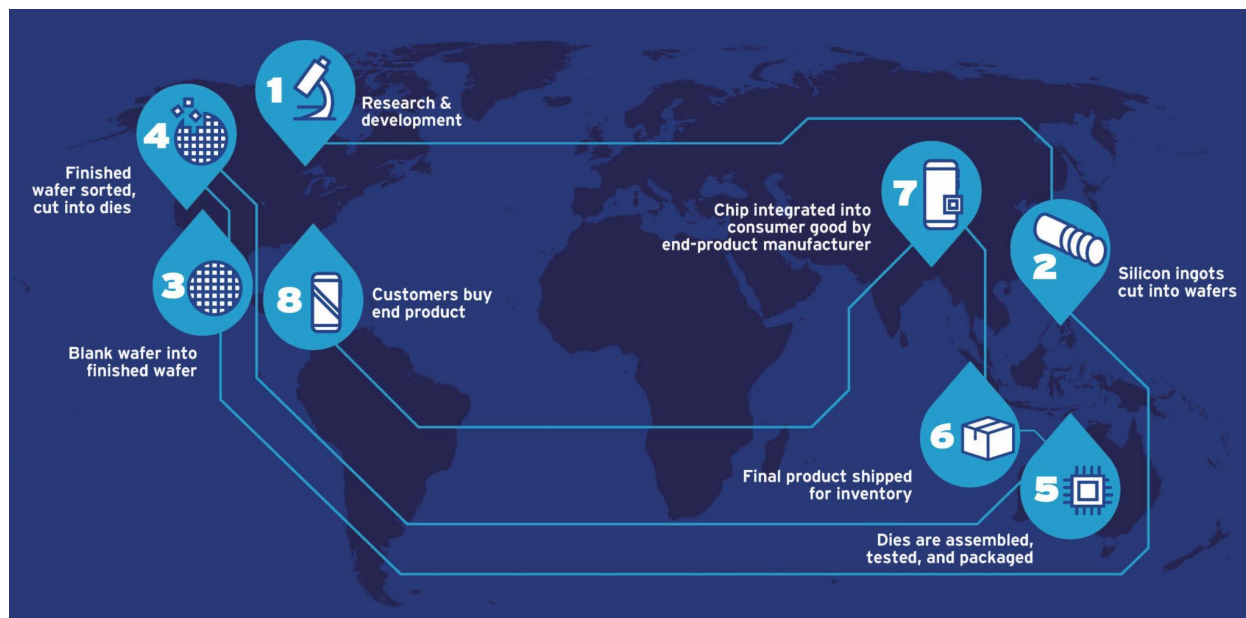 1
Research &
development
2
Silicon ingots
cut into wafers
3
Blank wafer into
finished wafer
4
Finished
wafer sorted,
cut into dies
5
Dies are assembled,
tested, and packaged
6
Final product shipped
for inventory
7
Chip integrated into
consumer good by
end-product manufacturer
8
Customers buy
end product